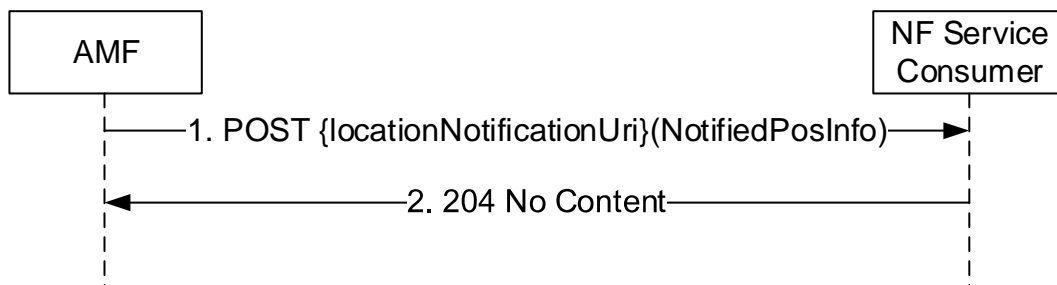 AMF
NF Service
Consumer
1. POST {locationNotificationUri}(NotifiedPosInfo)
2. 204 No Content